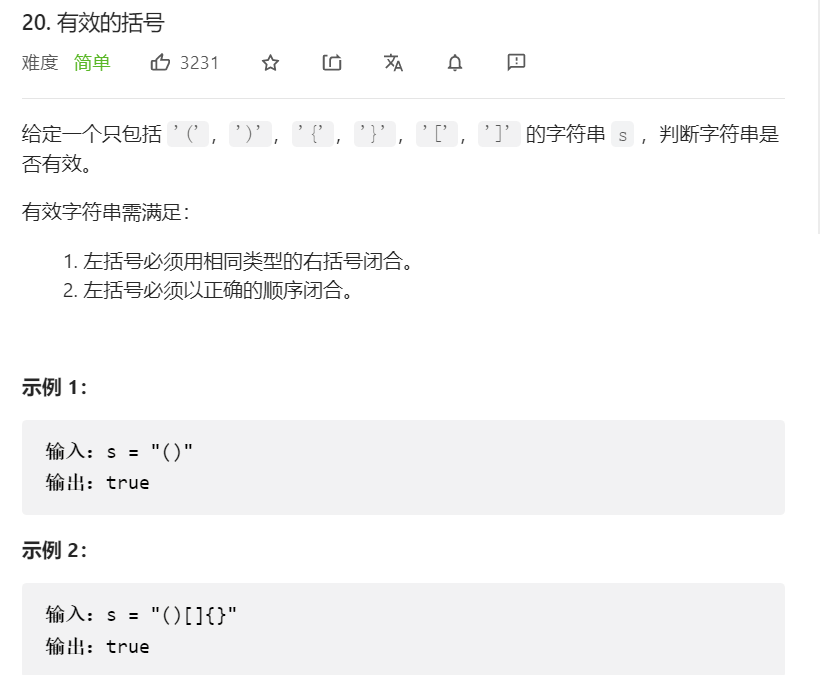 20. 有效的括号
难度 简单 3231
给定一个只包括 '(', ')', '{', '}', '[', ']' 的字符串 s ，判断字符串是
否有效。
有效字符串需满足：
1. 左括号必须用相同类型的右括号闭合。
2. 左括号必须以正确的顺序闭合。
示例 1：
输入：s = "()"
输出：true
示例 2：
输入：s = "()[]{}"
输出：true